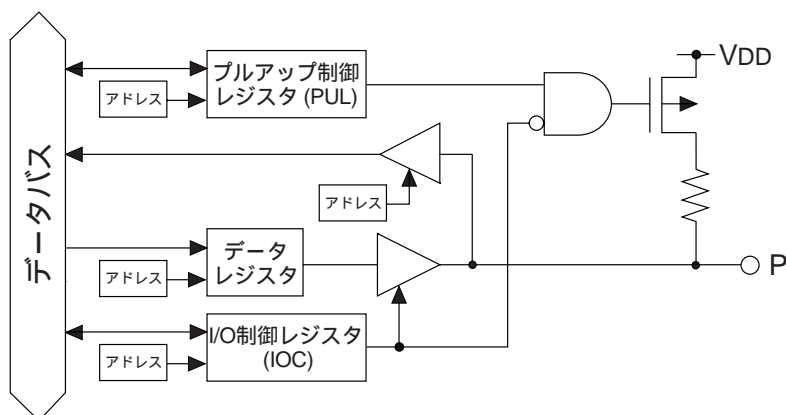 データバス
プルアップ制御
レジスタ (PUL)
アドレス
VDD
アドレス
データ
レジスタ
アドレス
P
I/O制御レジスタ
(IOC)
アドレス